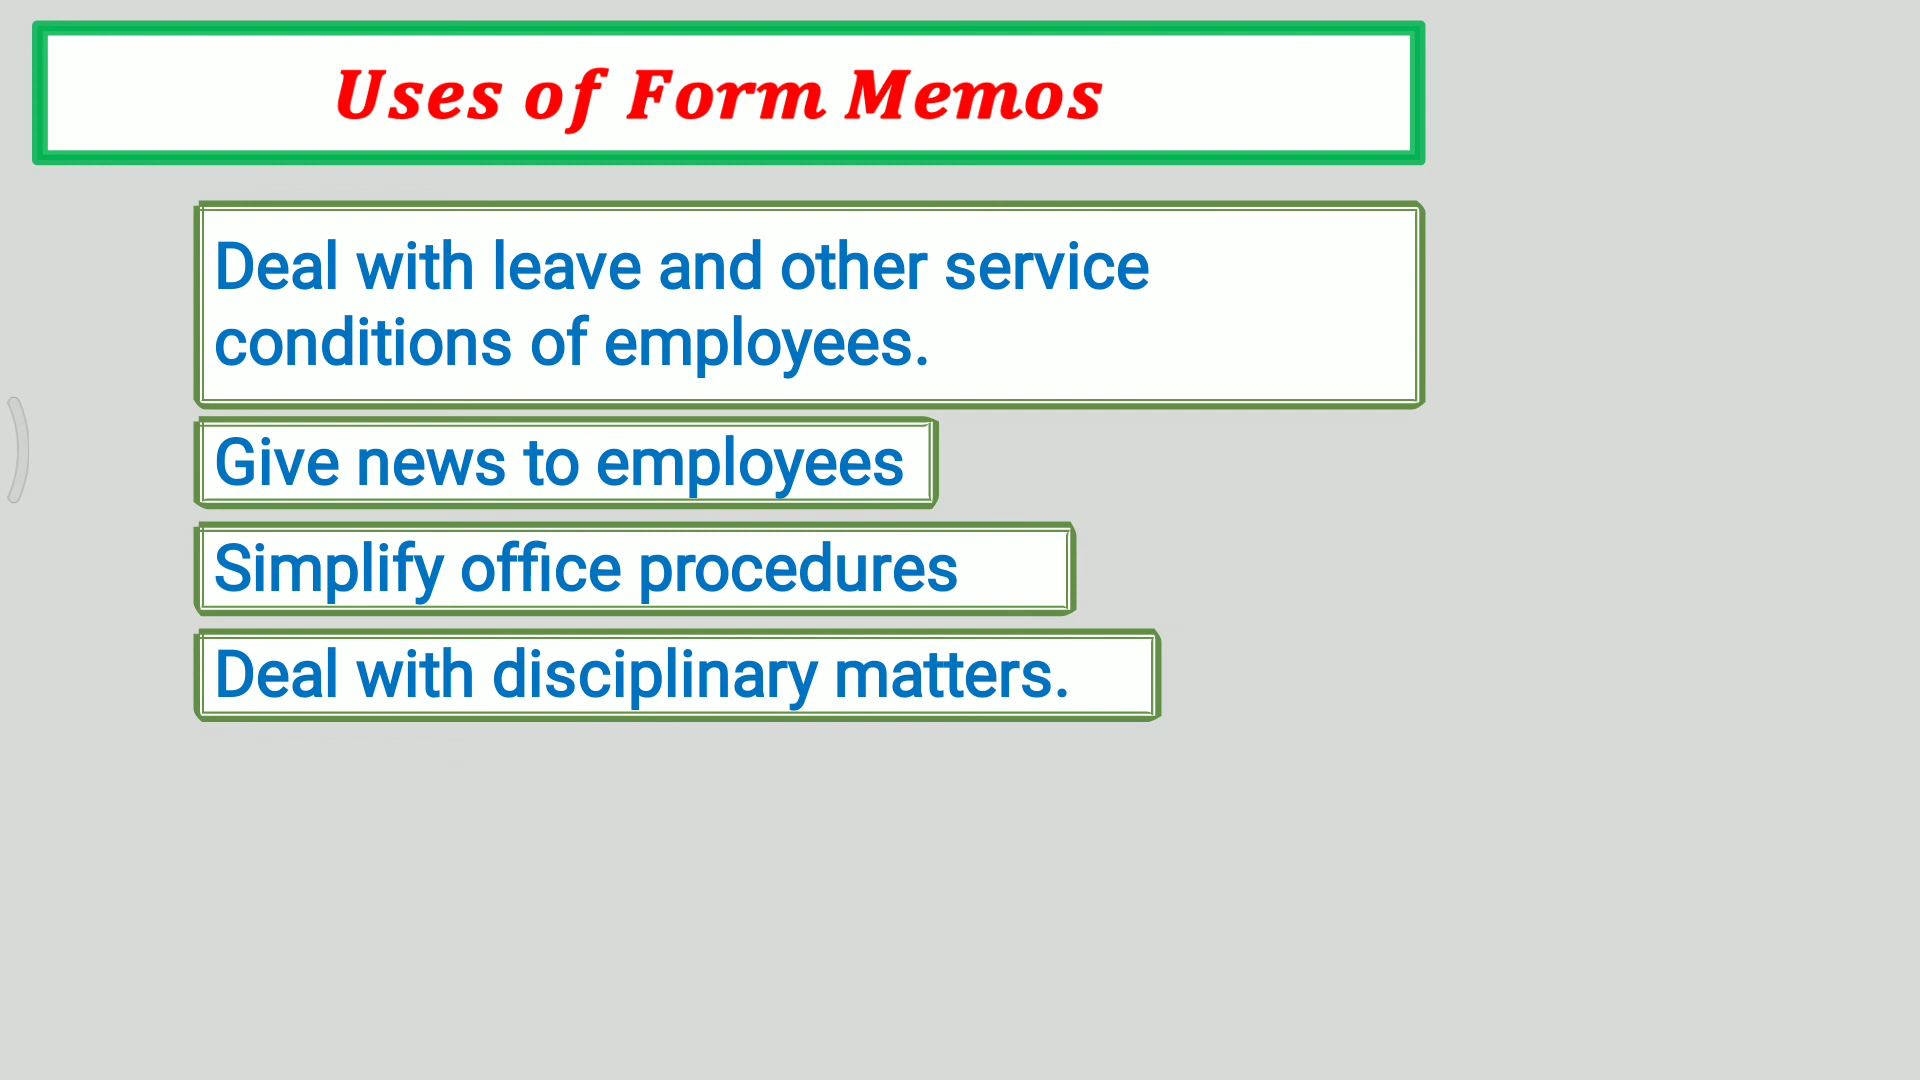 Uses of Form Memos
Deal with leave and other service
conditions of employees.
Give news to employees
Simplify office procedures
Deal with disciplinary matters.